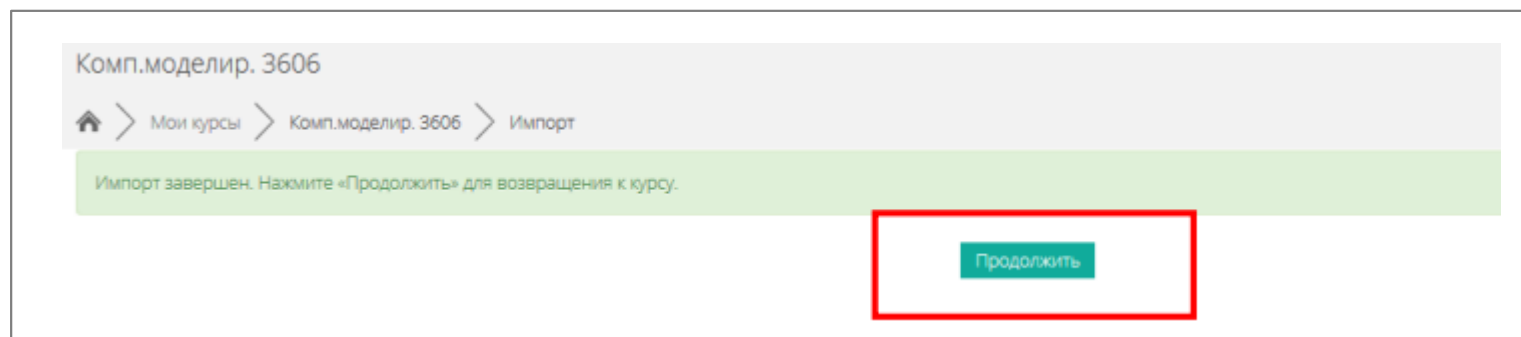 Комп.моделир. 3606
Мои курсы Комп.моделир. 3606 Импорт
Импорт завершен. Нажмите «Продолжить» для возвращения к курсу.
Продолжить